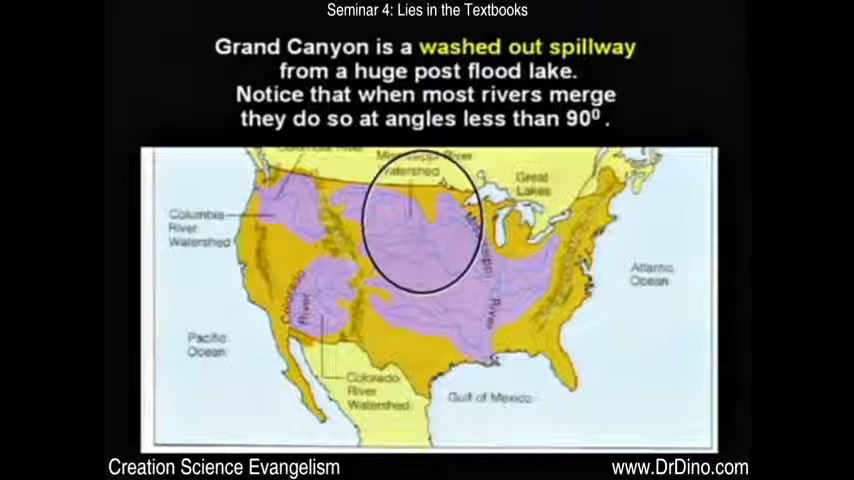 Seminar 4: Lies in the Textbooks
Grand Canyon is a washed out spillway
from a huge post flood lake.
Notice that when most rivers merge
they do so at angles less than 90⁰ .
Columbia River
Mississippi River
Watershed
Great
Lakes
Columbia
River
Watershed
Mississippi
River
Colorado
River
Atlantic
Ocean
Pacific
Ocean
Colorado
River
Watershed
Gulf of Mexico
Creation Science Evangelism
www.DrDino.com